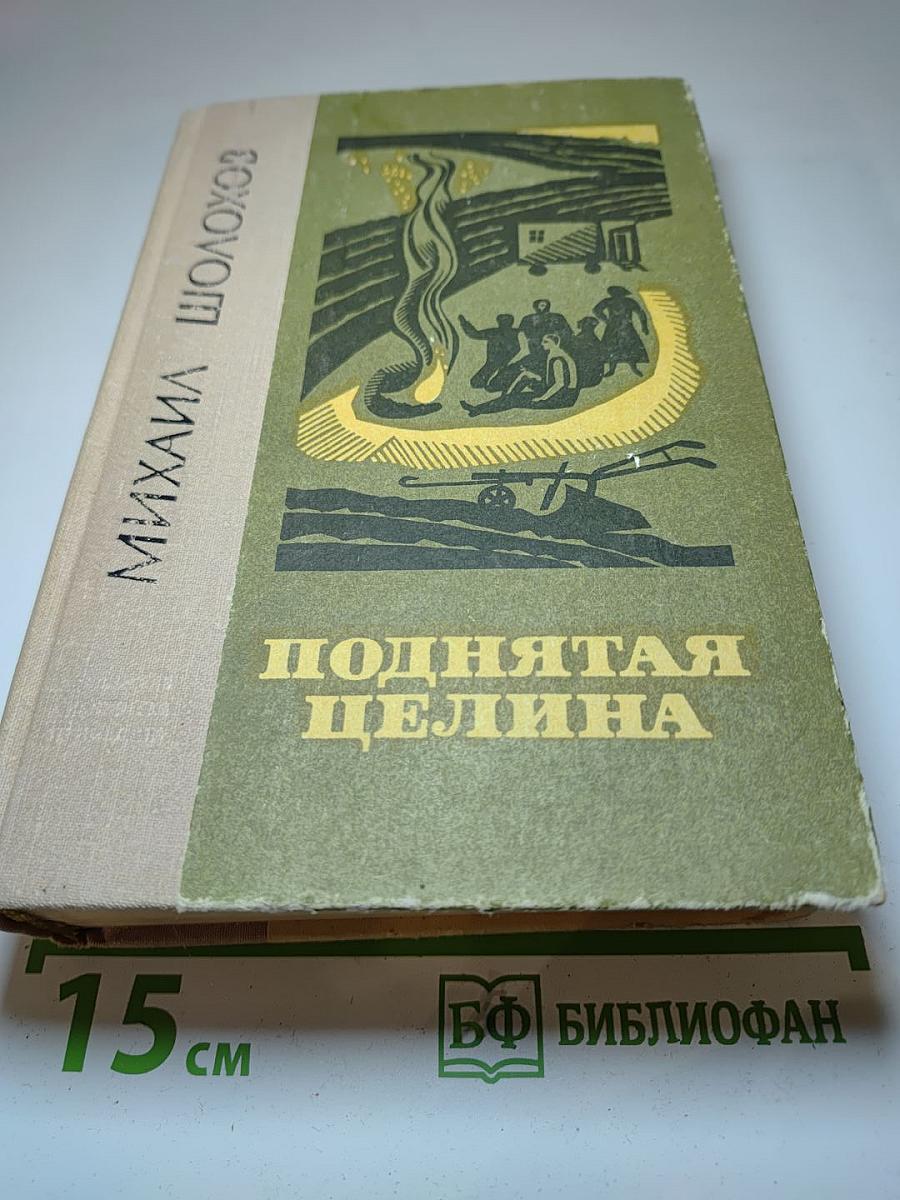 МИХАИЛ ШОЛОХОВ
ПОДНЯТАЯ
ЦЕЛИНА
15 см
БФ БИБЛИОФАН